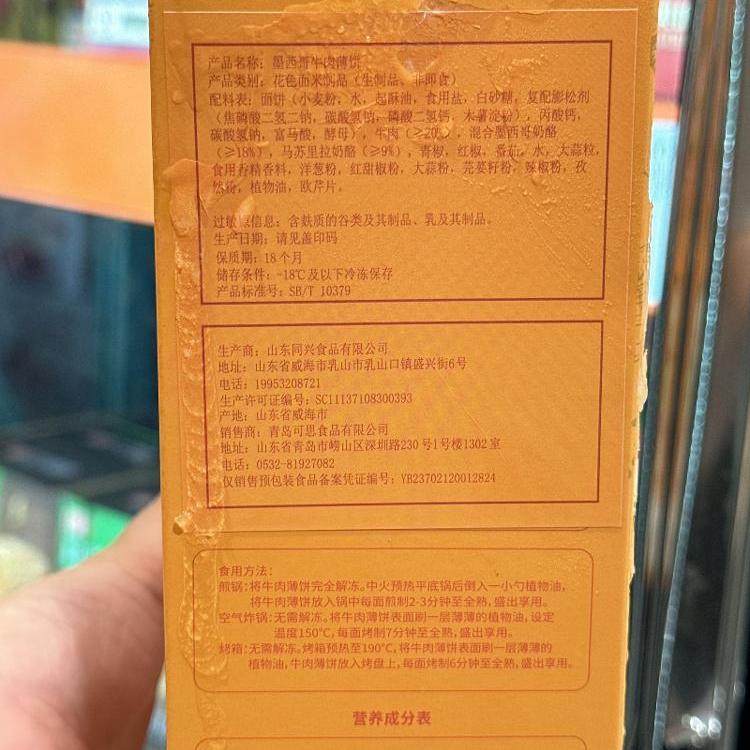 产品名称：墨西哥牛肉薄饼
产品类别：花色面米制品（生制品、非即食）
配料表：面饼（小麦粉，水，起酥油，食用盐，白砂糖，复配膨松剂
（焦磷酸二氢二钠，碳酸氢钠，磷酸二氢钙，木薯淀粉），丙酸钙，
碳酸氢钠，富马酸，酵母），牛肉（≥20%），混合墨西哥奶酪
（≥18%），马苏里拉奶酪（≥9%），青椒，红椒，番茄，水，大蒜粒，
食用香精香料，洋葱粉，红甜椒粉，大蒜粉，芫荽籽粉，辣椒粉，孜
然粉，植物油，欧芹片。
过敏原信息：含麸质的谷类及其制品、乳及其制品。
生产日期：请见盖印码
保质期：18个月
储存条件：-18℃及以下冷冻保存
产品标准号：SB/T 10379
生产商：山东同兴食品有限公司
地址：山东省威海市乳山市乳山口镇盛兴街6号
电话：19953208721
生产许可证编号：SC11137108300393
产地：山东省威海市
销售商：青岛可思食品有限公司
地址：山东省青岛市崂山区深圳路230号1号楼1302室
电话：0532-81927082
仅销售预包装食品备案凭证编号：YB23702120012824
食用方法：
煎锅：将牛肉薄饼完全解冻。中火预热平底锅后倒入一小勺植物油，
将牛肉薄饼放入锅中每面煎制2-3分钟至全熟，盛出享用。
空气炸锅：无需解冻。将牛肉薄饼表面刷一层薄薄的植物油，设定
温度150℃，每面烤制7分钟至全熟，盛出享用。
烤箱：无需解冻。烤箱预热至190℃，将牛肉薄饼表面刷一层薄薄的
植物油，牛肉薄饼放入烤盘上，每面烤制6分钟至全熟，盛出享用。
营养成分表